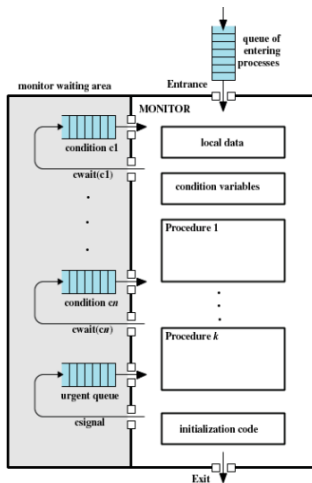 queue of
entering
processes
monitor waiting area
Entrance
MONITOR
condition c1
local data
cwait(c1)
condition variables
Procedure 1
condition cn
cwait(cn)
Procedure k
urgent queue
csignal
initialization code
Exit